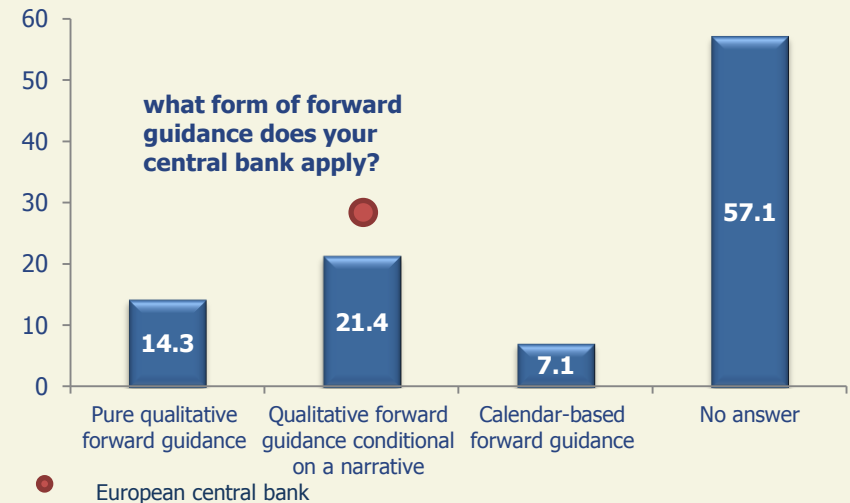 60
50
40
30
20
10
0
what form of forward
guidance does your
central bank apply?
14.3
21.4
7.1
57.1
Pure qualitative
forward guidance
Qualitative forward
guidance conditional
on a narrative
Calendar-based
forward guidance
No answer
European central bank